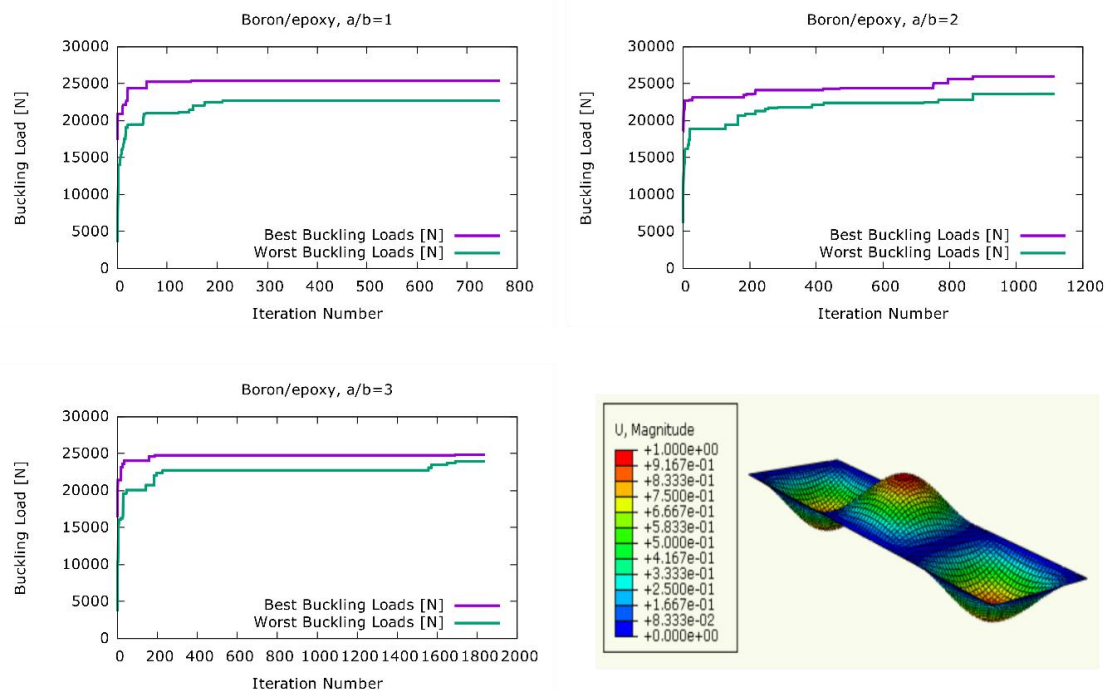 Boron/epoxy, a/b=1
30000
25000
20000
15000
10000
5000
0
Buckling Load [N]
Best Buckling Loads [N]
Worst Buckling Loads [N]
0 100 200 300 400 500 600 700 800
Iteration Number
Boron/epoxy, a/b=2
30000
25000
20000
15000
10000
5000
0
Buckling Load [N]
Best Buckling Loads [N]
Worst Buckling Loads [N]
0 200 400 600 800 1000 1200
Iteration Number
Boron/epoxy, a/b=3
30000
25000
20000
15000
10000
5000
0
Buckling Load [N]
Best Buckling Loads [N]
Worst Buckling Loads [N]
0 200 400 600 800 1000 1200 1400 1600 1800 2000
Iteration Number
U, Magnitude
+1.000e+00
+9.167e-01
+8.333e-01
+7.500e-01
+6.667e-01
+5.833e-01
+5.000e-01
+4.167e-01
+3.333e-01
+2.500e-01
+1.667e-01
+8.333e-02
+0.000e+00